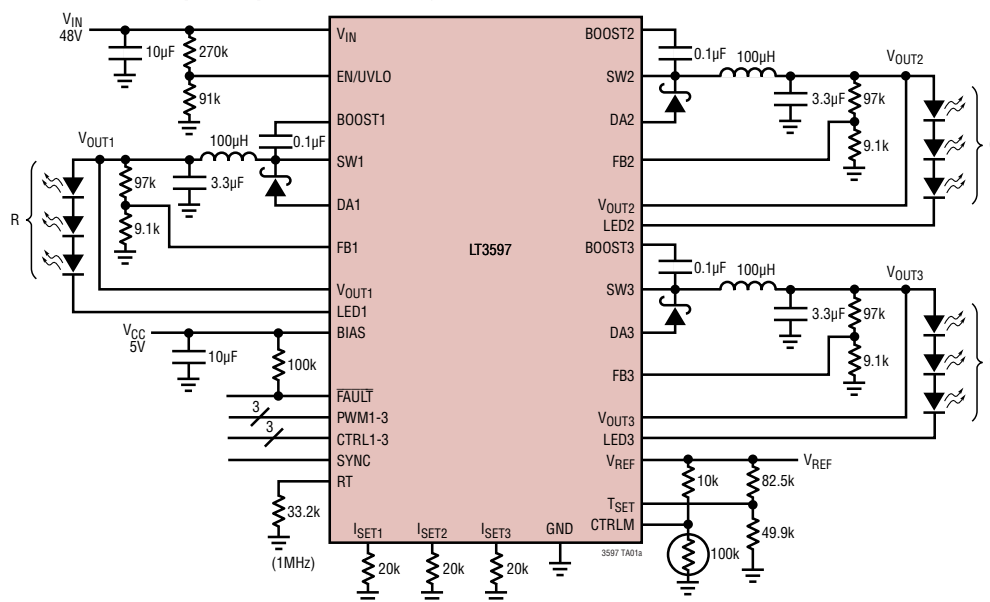 VIN
48V
10µF
270k
91k
VIN
EN/UVLO
BOOST1
SW1
DA1
FB1
VOUT1
LED1
BIAS
FAULT
PWM1-3
CTRL1-3
SYNC
RT
VOUT1
100µH
0.1µF
97k
3.3µF
9.1k
R
VCC
5V
10µF
100k
3
3
33.2k
(1MHz)
LT3597
ISET1
ISET2
ISET3
GND
20k
20k
20k
BOOST2
SW2
DA2
FB2
VOUT2
LED2
BOOST3
SW3
DA3
FB3
VOUT3
LED3
VREF
TSET
CTRLM
0.1µF
100µH
VOUT2
3.3µF
97k
9.1k
0.1µF
100µH
VOUT3
3.3µF
97k
9.1k
VREF
10k
82.5k
49.9k
100k
3597 TA01a